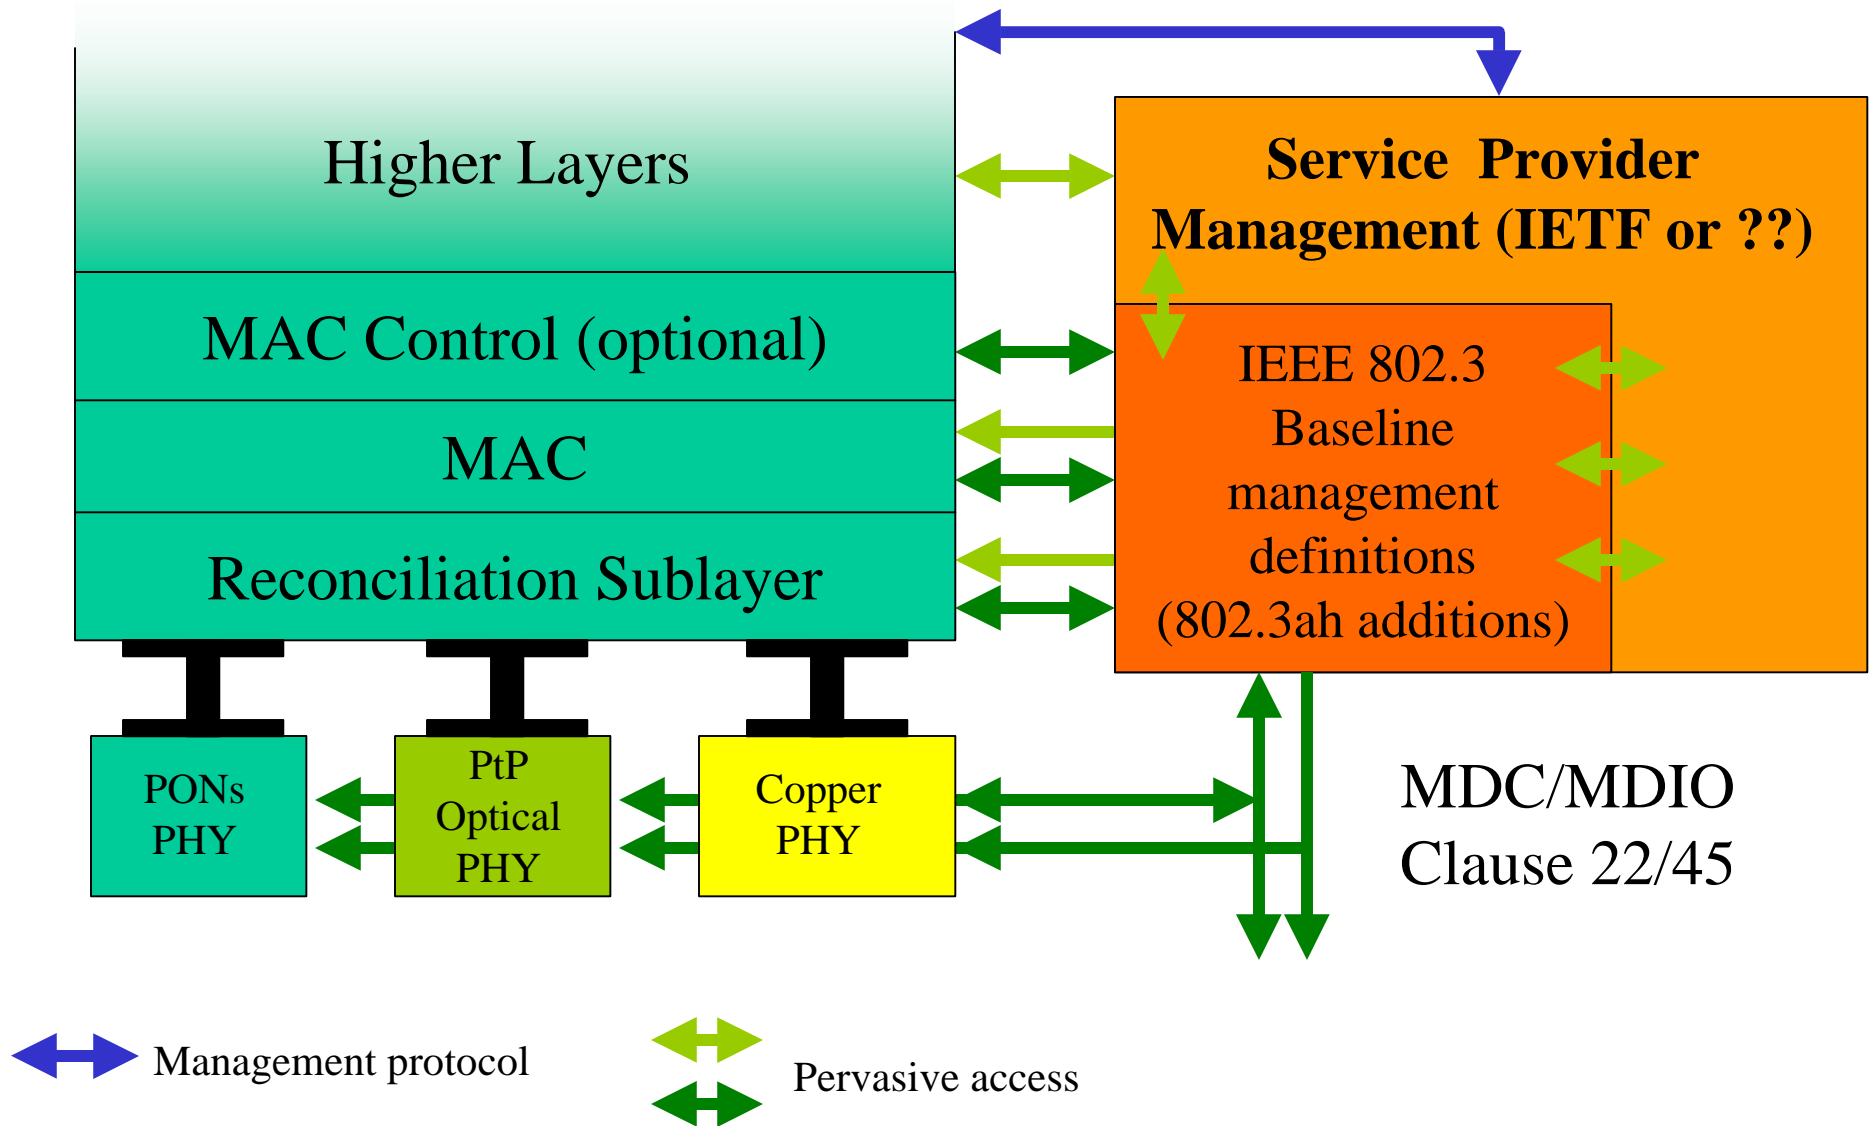 Higher Layers
MAC Control (optional)
MAC
Reconciliation Sublayer
Service Provider
Management (IETF or ??)
IEEE 802.3
Baseline
management
definitions
(802.3ah additions)
PONs
PHY
PtP
Optical
PHY
Copper
PHY
MDC/MDIO
Clause 22/45
Management protocol
Pervasive access